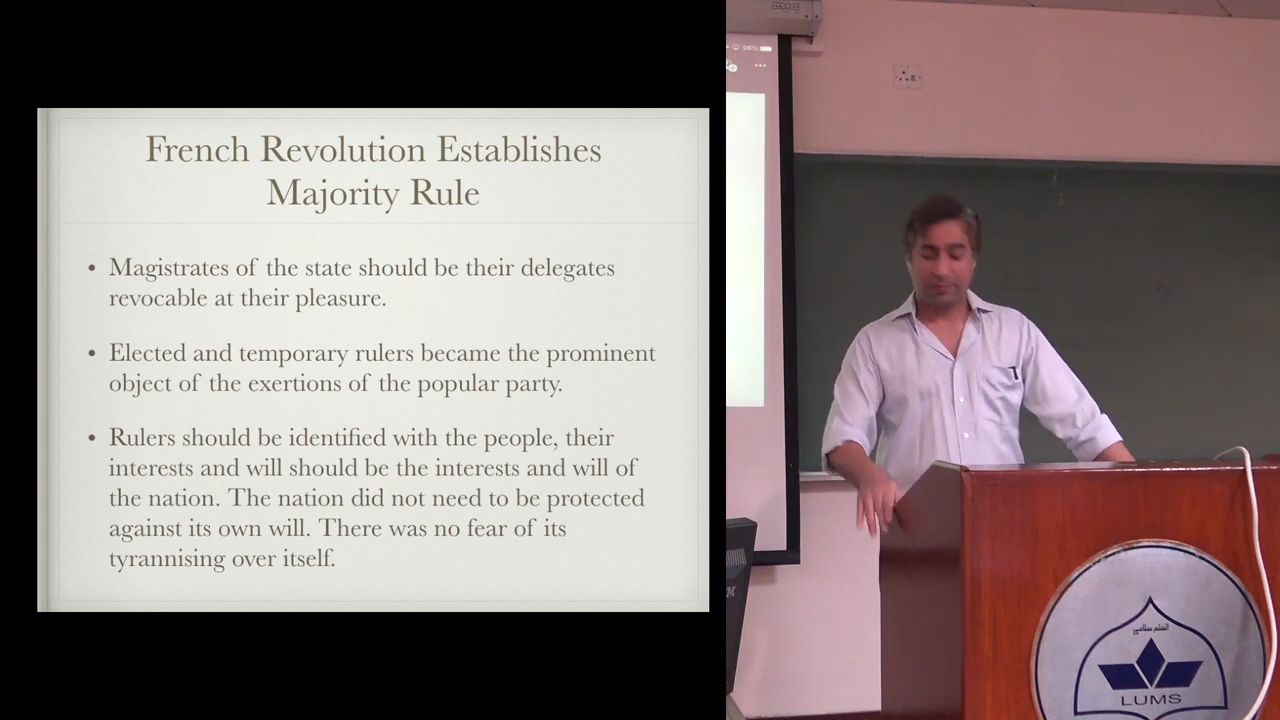 French Revolution Establishes
Majority Rule
• Magistrates of the state should be their delegates
revocable at their pleasure.
• Elected and temporary rulers became the prominent
object of the exertions of the popular party.
• Rulers should be identified with the people, their
interests and will should be the interests and will of
the nation. The nation did not need to be protected
against its own will. There was no fear of its
tyrannising over itself.
96%
LUMS